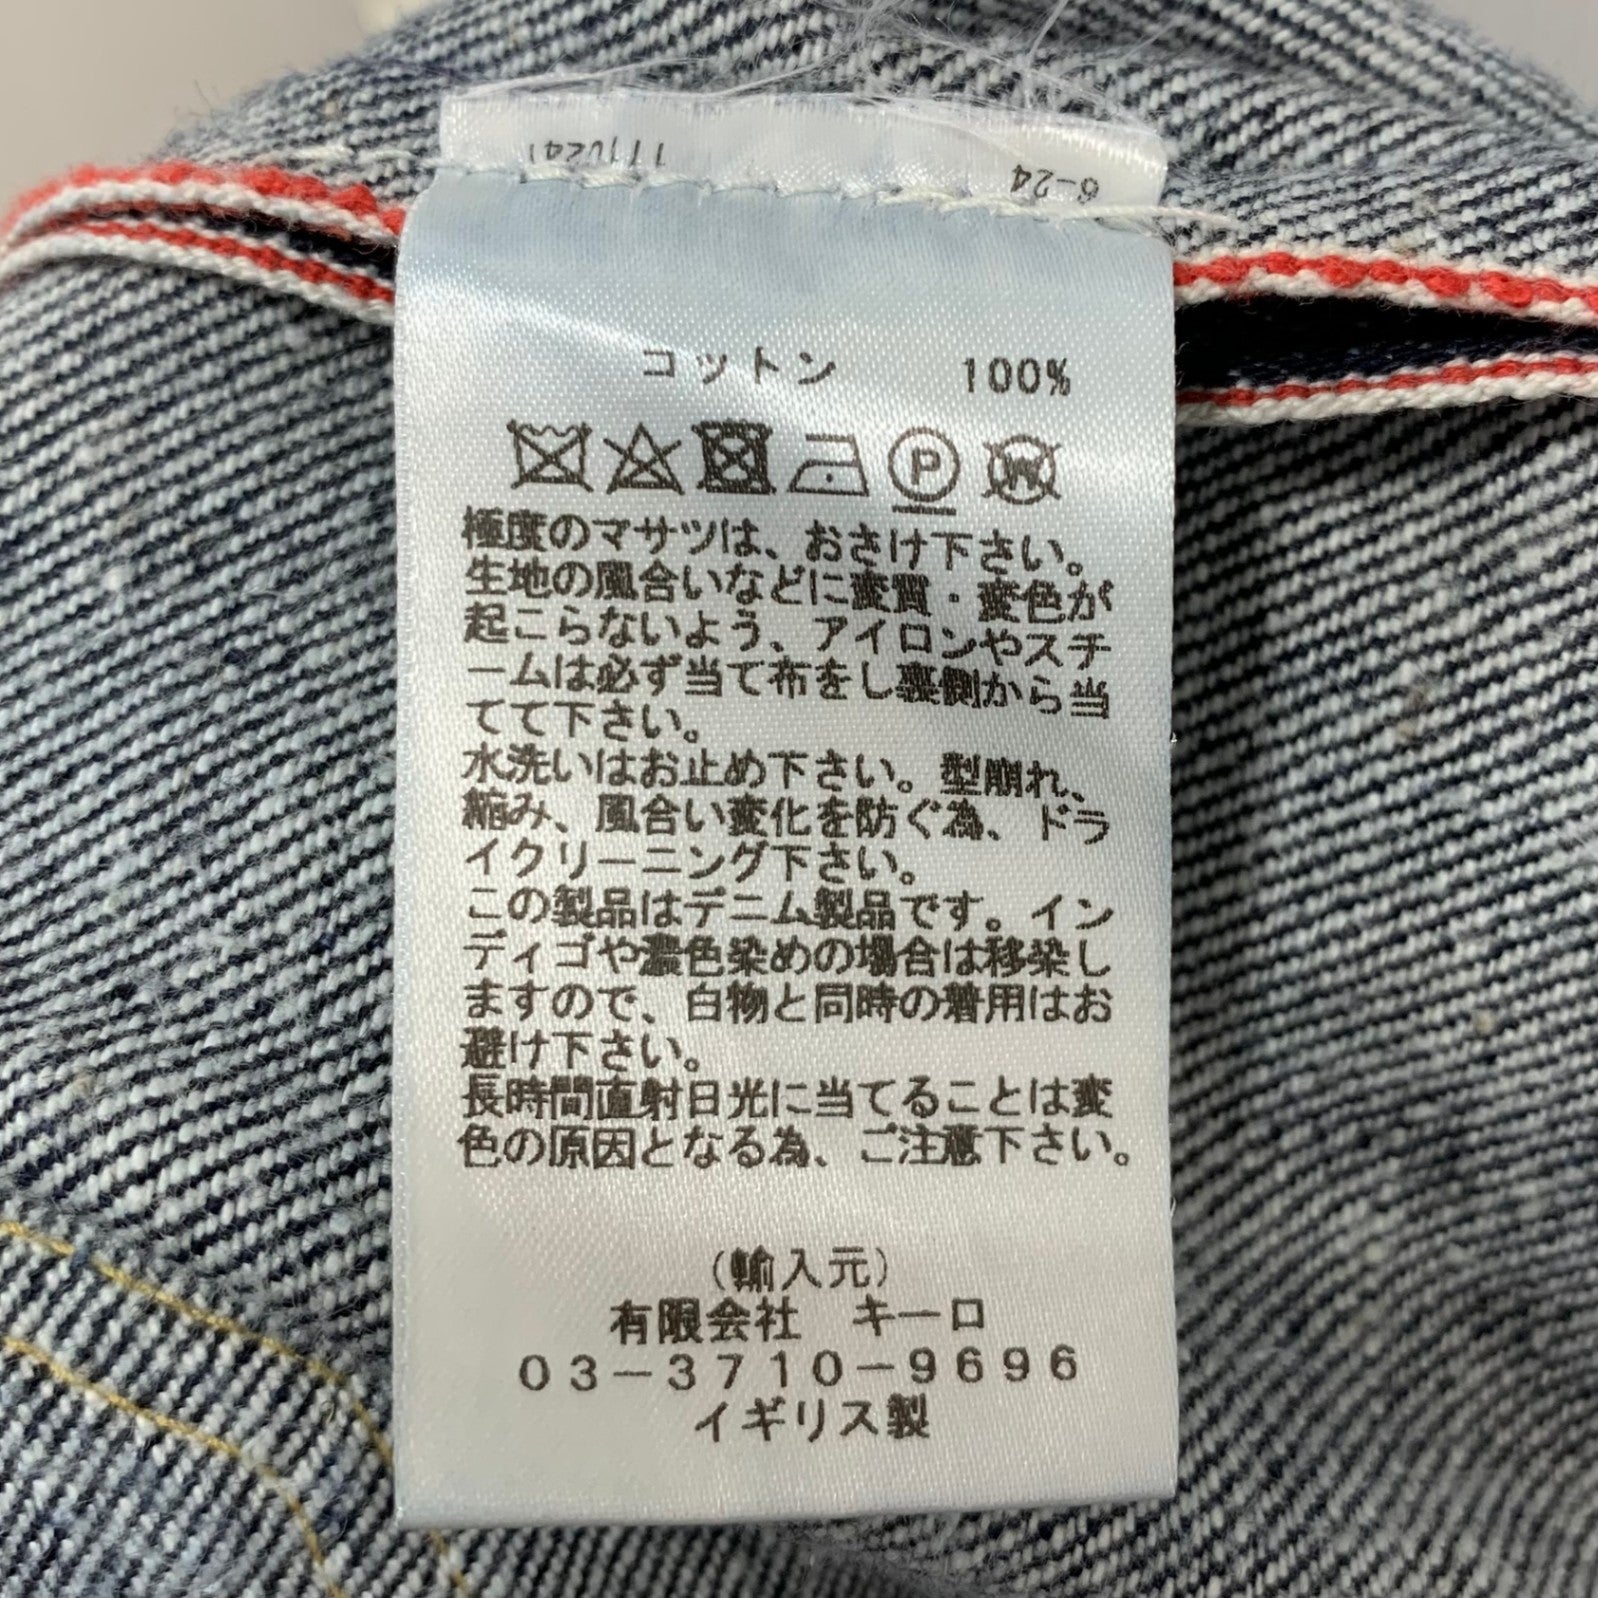 6-24
コットン 100%
P W
極度のマサツは、おさけ下さい。
生地の風合いなどに変質・変色が
起こらないよう、アイロンやスチ
ームは必ず当て布をし裏側から当
てて下さい。
水洗いはお止め下さい。型崩れ、
縮み、風合い変化を防ぐ為、ドラ
イクリーニング下さい。
この製品はデニム製品です。イン
ディゴや濃色染めの場合は移染し
ますので、白物と同時の着用はお
避け下さい。
長時間直射日光に当てることは変
色の原因となる為、ご注意下さい。
(輸入元)
有限会社 キーロ
03-3710-9696
イギリス製